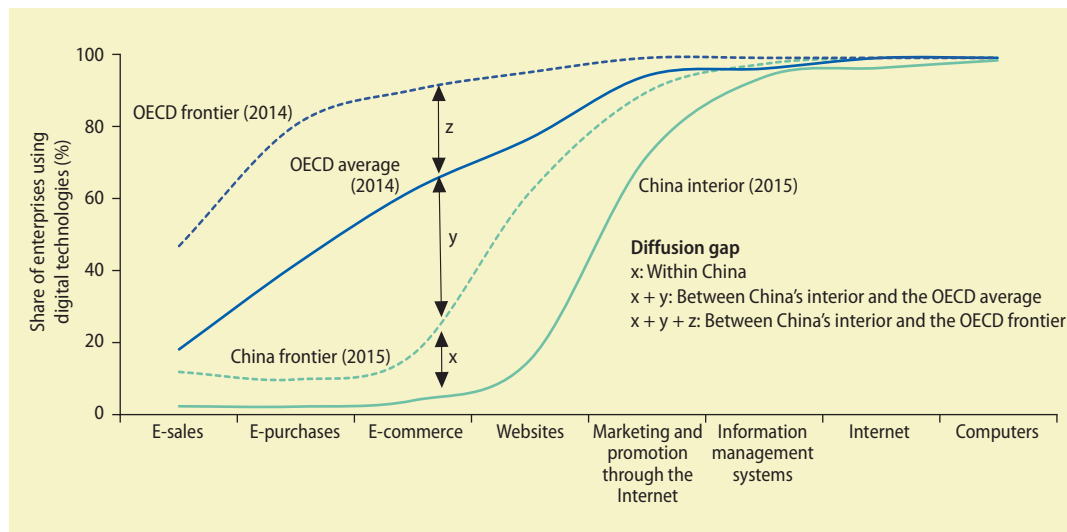 Share of enterprises using
digital technologies (%)
100
80
60
40
20
0
OECD frontier (2014)
OECD average
(2014)
China frontier (2015)
China interior (2015)
z
y
x
Diffusion gap
x: Within China
x + y: Between China’s interior and the OECD average
x + y + z: Between China’s interior and the OECD frontier
E-sales
E-purchases
E-commerce
Websites
Marketing and
promotion
through the
Internet
Information
management
systems
Internet
Computers